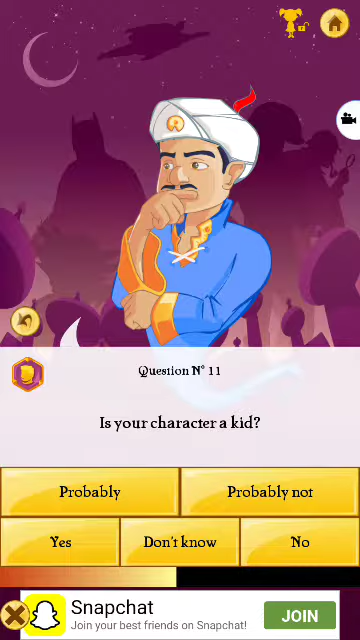 Question N° 11
Is your character a kid?
Probably
Probably not
Yes
Don't know
No
Snapchat
Join your best friends on Snapchat!
JOIN